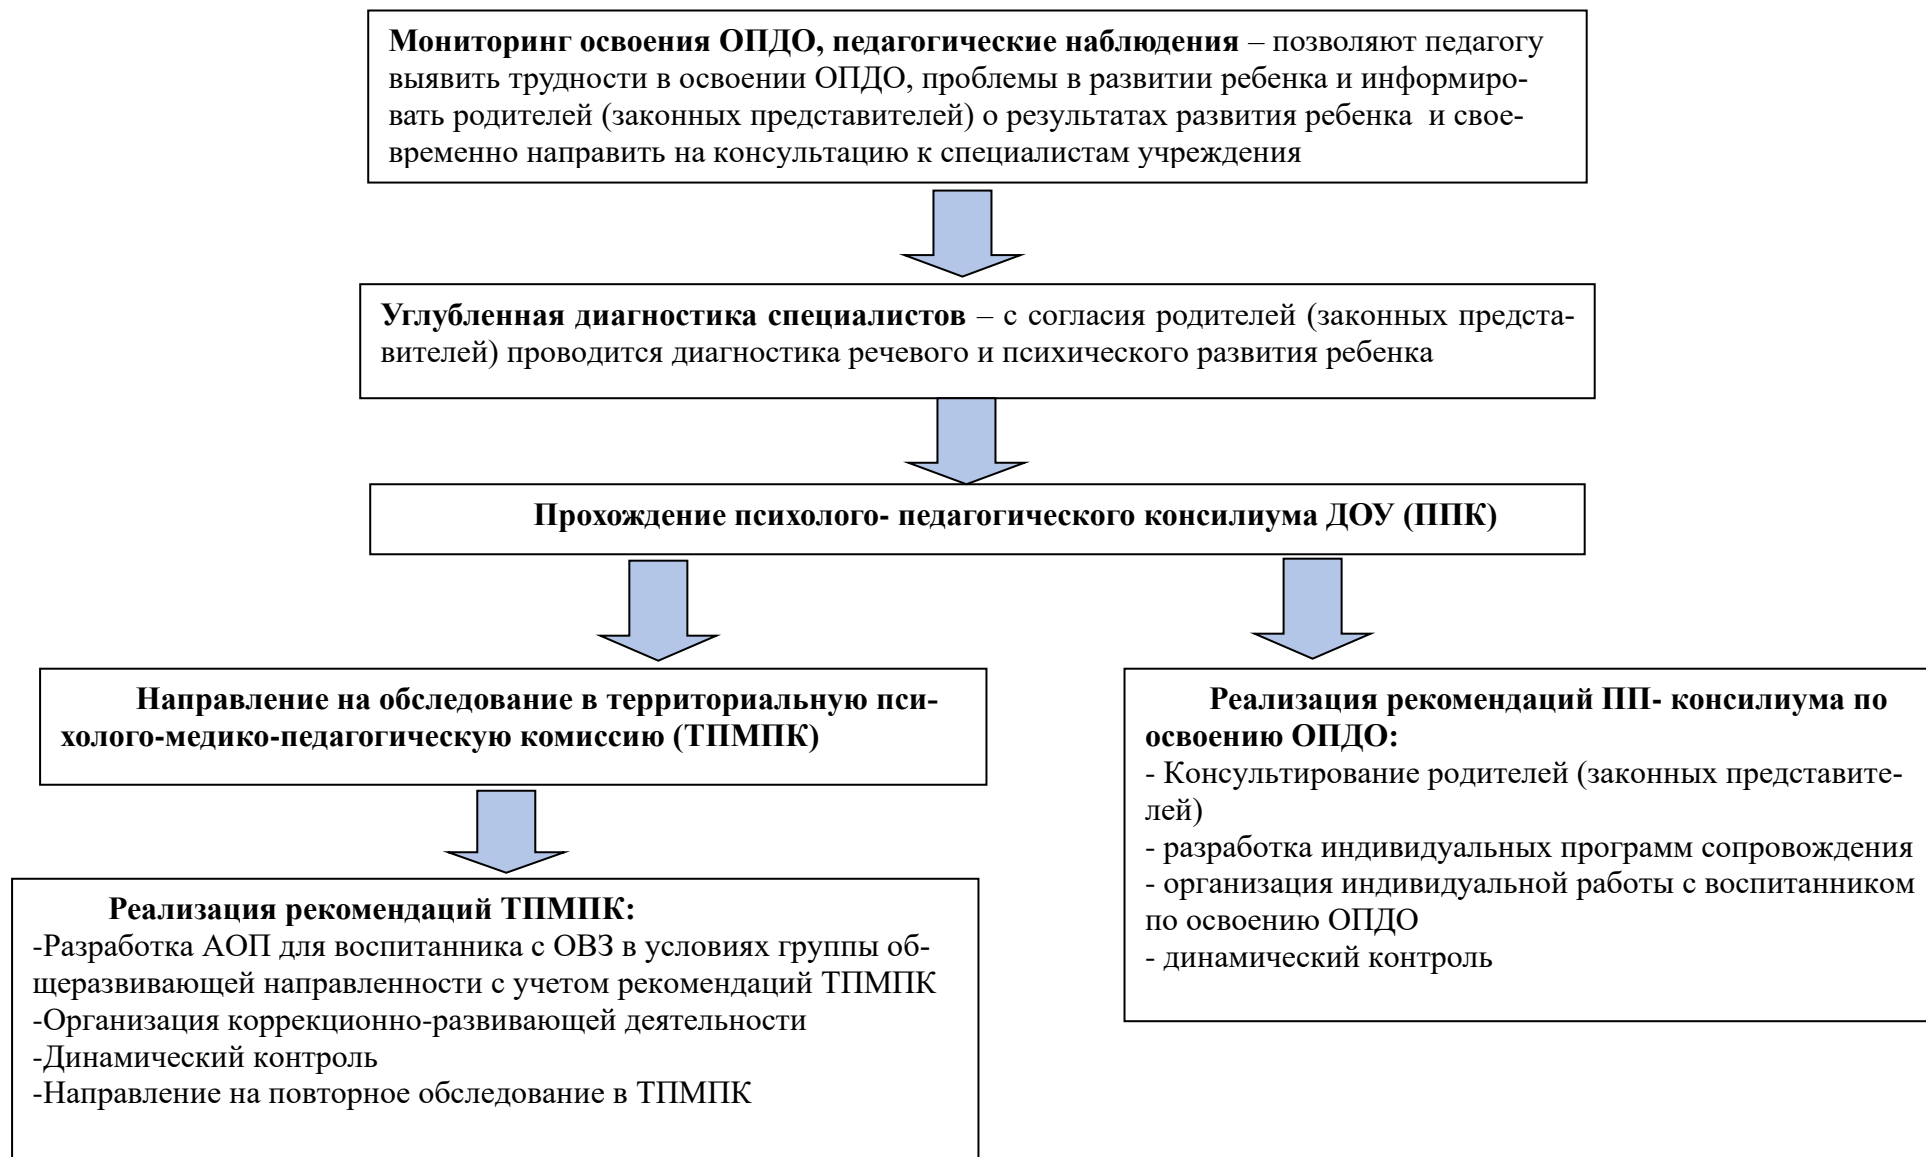 Мониторинг освоения ОПДО, педагогические наблюдения – позволяют педагогу
выявить трудности в освоении ОПДО, проблемы в развитии ребенка и информиро-
вать родителей (законных представителей) о результатах развития ребенка  и свое-
временно направить на консультацию к специалистам учреждения
Углубленная диагностика специалистов – с согласия родителей (законных предста-
вителей) проводится диагностика речевого и психического развития ребенка
Прохождение психолого- педагогического консилиума ДОУ (ППК)
Направление на обследование в территориальную пси-
холого-медико-педагогическую комиссию (ТПМПК)
Реализация рекомендаций ТПМПК:
-Разработка АОП для воспитанника с ОВЗ в условиях группы об-
щеразвивающей направленности с учетом рекомендаций ТПМПК
-Организация коррекционно-развивающей деятельности
-Динамический контроль
-Направление на повторное обследование в ТПМПК
Реализация рекомендаций ПП- консилиума по
освоению ОПДО:
- Консультирование родителей (законных представите-
лей)
- разработка индивидуальных программ сопровождения
- организация индивидуальной работы с воспитанником
по освоению ОПДО
- динамический контроль